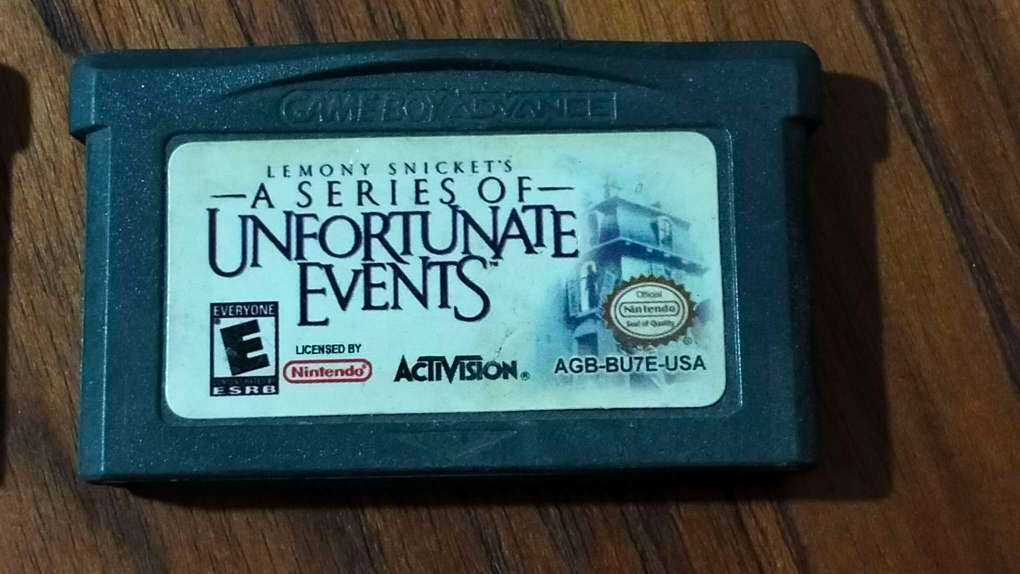 GAME BOY ADVANCE
LEMONY SNICKET'S
A SERIES OF
UNFORTUNATE
EVENTS™
EVERYONE
E
ESRB
LICENSED BY
Nintendo®
ACTIVISION®
Official
Nintendo
Seal of Quality
AGB-BU7E-USA